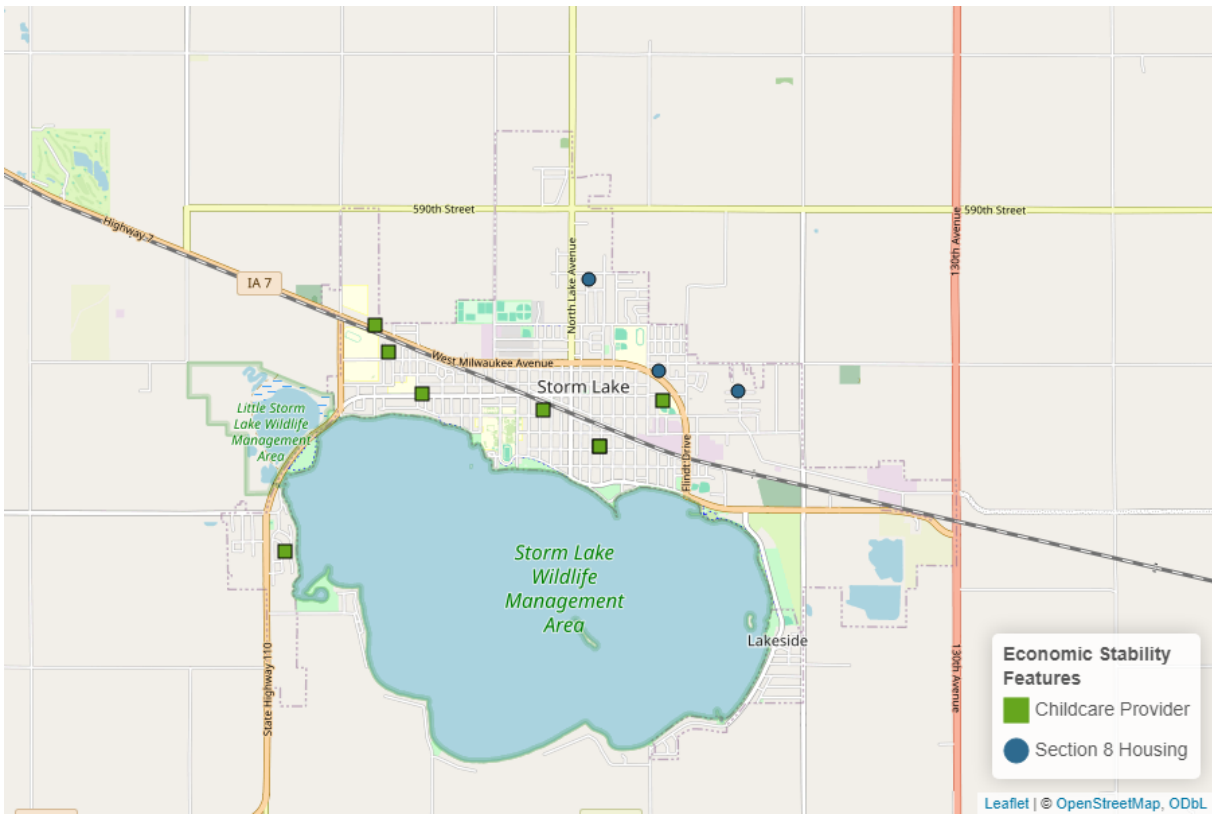 590th Street
590th Street
130th Avenue
Highway 7
IA 7
North Lake Avenue
West Milwaukee Avenue
Storm Lake
Little Storm
Lake Wildlife
Management
Area
Flindt Drive
Storm Lake
Wildlife
Management
Area
Lakeside
State Highway 110
130th Avenue
Economic Stability
Features
Childcare Provider
Section 8 Housing
Leaflet | © OpenStreetMap, ODbL